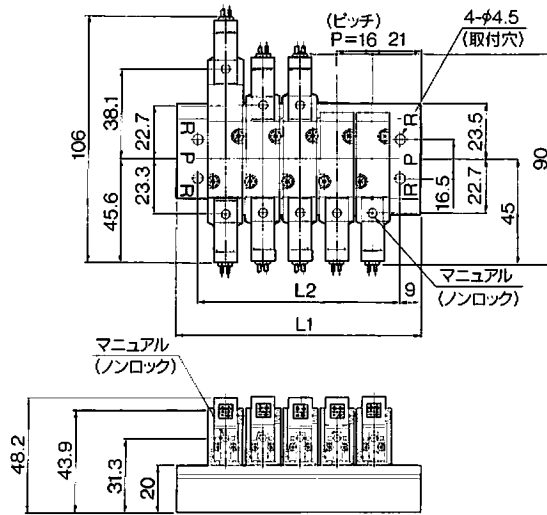 (ピッチ)
P=16 21
4-φ4.5
(取付穴)
106
38.1
22.7
23.3
45.6
R
P
R
R
P
R
23.5
22.7
16.5
45
90
L2
9
L1
マニュアル
(ノンロック)
マニュアル
(ノンロック)
48.2
43.9
31.3
20